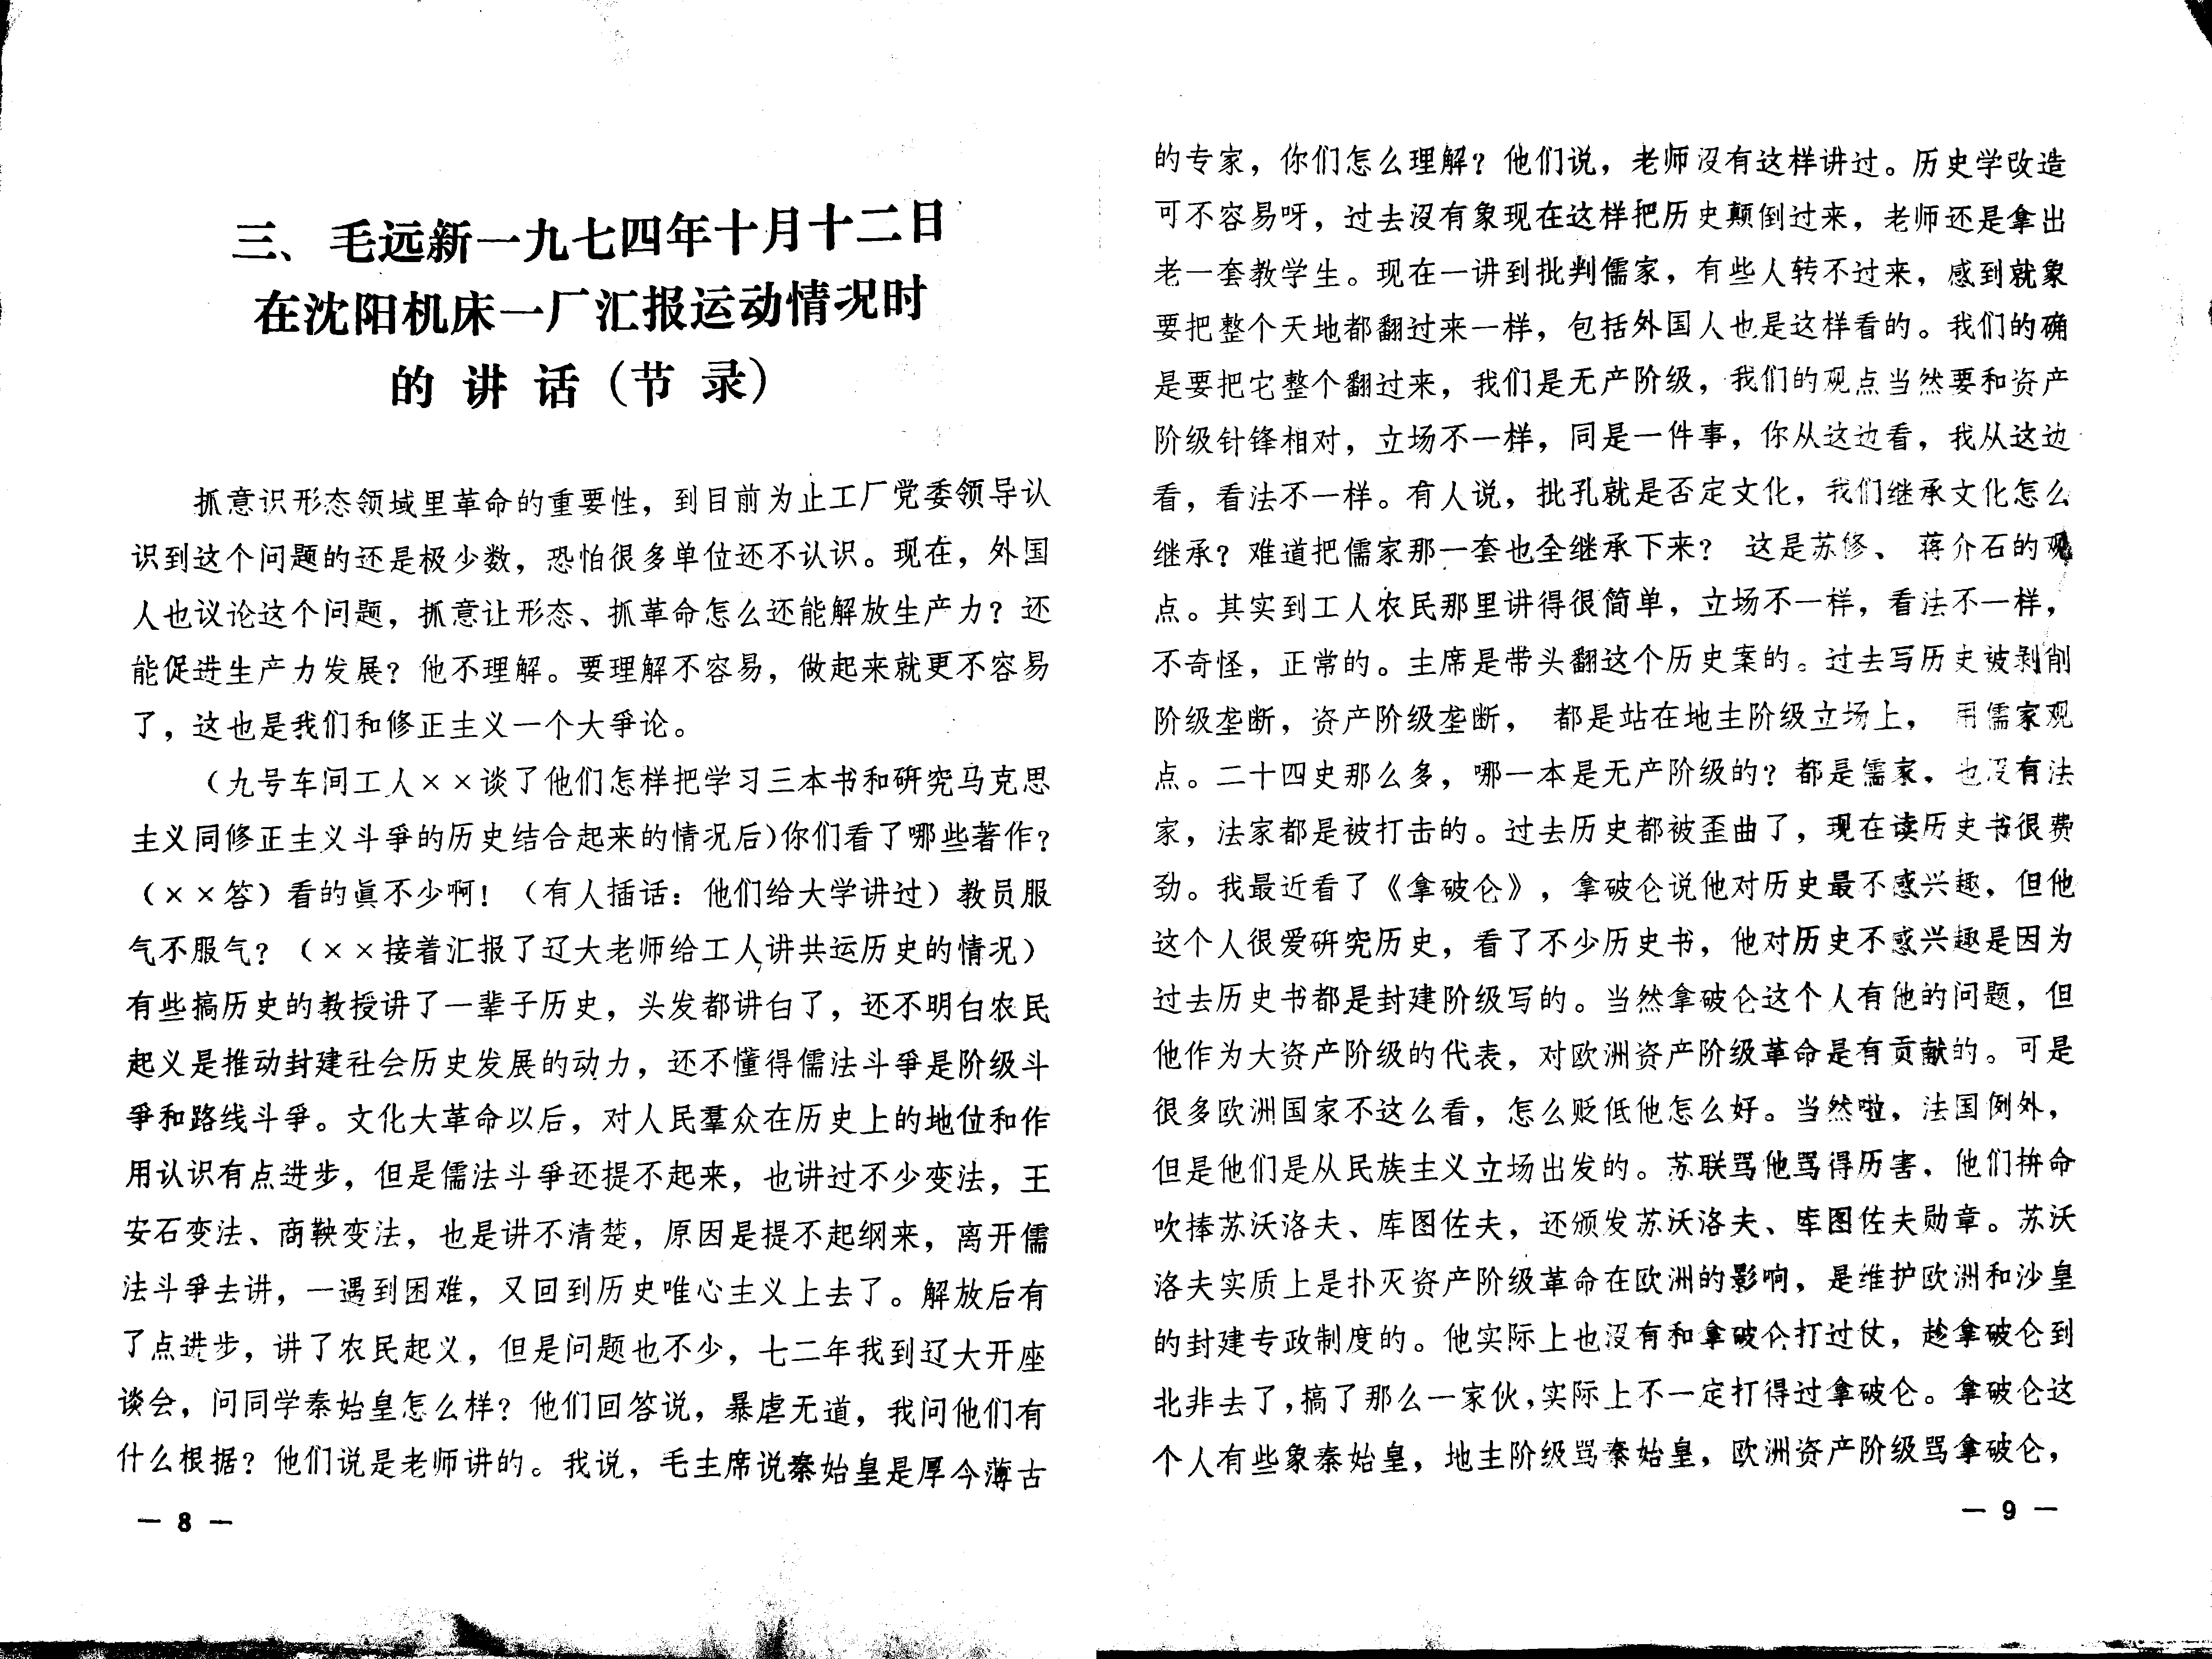 三、毛远新一九七四年十月十二日
在沈阳机床一厂汇报运动情况时
的讲话（节录）
抓意识形态领域里革命的重要性，到目前为止工厂党委领导认
识到这个问题的还是极少数，恐怕很多单位还不认识。现在，外国
人也议论这个问题，抓意让形态、抓革命怎么还能解放生产力？还
能促进生产力发展？他不理解。要理解不容易，做起来就更不容易
了，这也是我们和修正主义一个大爭论。
（九号车间工人××谈了他们怎样把学习三本书和研究马克思
主义同修正主义斗爭的历史结合起来的情况后）你们看了哪些著作？
（××答）看的眞不少啊！（有人插话：他们给大学讲过）教员服
气不服气？（××接着汇报了辽大老师给工人讲共运历史的情况）
有些搞历史的教授讲了一辈子历史，头发都讲白了，还不明白农民
起义是推动封建社会历史发展的动力，还不懂得儒法斗爭是阶级斗
爭和路线斗爭。文化大革命以后，对人民羣众在历史上的地位和作
用认识有点进步，但是儒法斗爭还提不起来，也讲过不少变法，王
安石变法、商鞅变法，也是讲不清楚，原因是提不起纲来，离开儒
法斗爭去讲，一遇到困难，又回到历史唯心主义上去了。解放后有
了点进步，讲了农民起义，但是问题也不少，七二年我到辽大开座
谈会，问同学秦始皇怎么样？他们回答说，暴虐无道，我问他们有
什么根据？他们说是老师讲的。我说，毛主席说秦始皇是厚今薄古
— 8 —
的专家，你们怎么理解？他们说，老师没有这样讲过。历史学改造
可不容易呀，过去没有象现在这样把历史颠倒过来，老师还是拿出
老一套教学生。现在一讲到批判儒家，有些人转不过来，感到就象
要把整个天地都翻过来一样，包括外国人也是这样看的。我们的确
是要把它整个翻过来，我们是无产阶级，我们的观点当然要和资产
阶级针锋相对，立场不一样，同是一件事，你从这边看，我从这边
看，看法不一样。有人说，批孔就是否定文化，我们继承文化怎么
继承？难道把儒家那一套也全继承下来？ 这是苏修、 蒋介石的观
点。其实到工人农民那里讲得很简单，立场不一样，看法不一样，
不奇怪，正常的。主席是带头翻这个历史案的。过去写历史被剥削
阶级垄断，资产阶级垄断， 都是站在地主阶级立场上， 用儒家观
点。二十四史那么多，哪一本是无产阶级的？都是儒家，也没有法
家，法家都是被打击的。过去历史都被歪曲了，现在读历史书很费
劲。我最近看了《拿破仑》，拿破仑说他对历史最不感兴趣，但他
这个人很爱研究历史，看了不少历史书，他对历史不感兴趣是因为
过去历史书都是封建阶级写的。当然拿破仑这个人有他的问题，但
他作为大资产阶级的代表，对欧洲资产阶级革命是有贡献的。可是
很多欧洲国家不这么看，怎么贬低他怎么好。当然啦，法国例外，
但是他们是从民族主义立场出发的。苏联骂他骂得历害，他们拚命
吹捧苏沃洛夫、库图佐夫，还颁发苏沃洛夫、库图佐夫勋章。苏沃
洛夫实质上是扑灭资产阶级革命在欧洲的影响，是维护欧洲和沙皇
的封建专政制度的。他实际上也没有和拿破仑打过仗，趁拿破仑到
北非去了，搞了那么一家伙，实际上不一定打得过拿破仑。拿破仑这
个人有些象秦始皇，地主阶级骂秦始皇，欧洲资产阶级骂拿破仑，
— 9 —